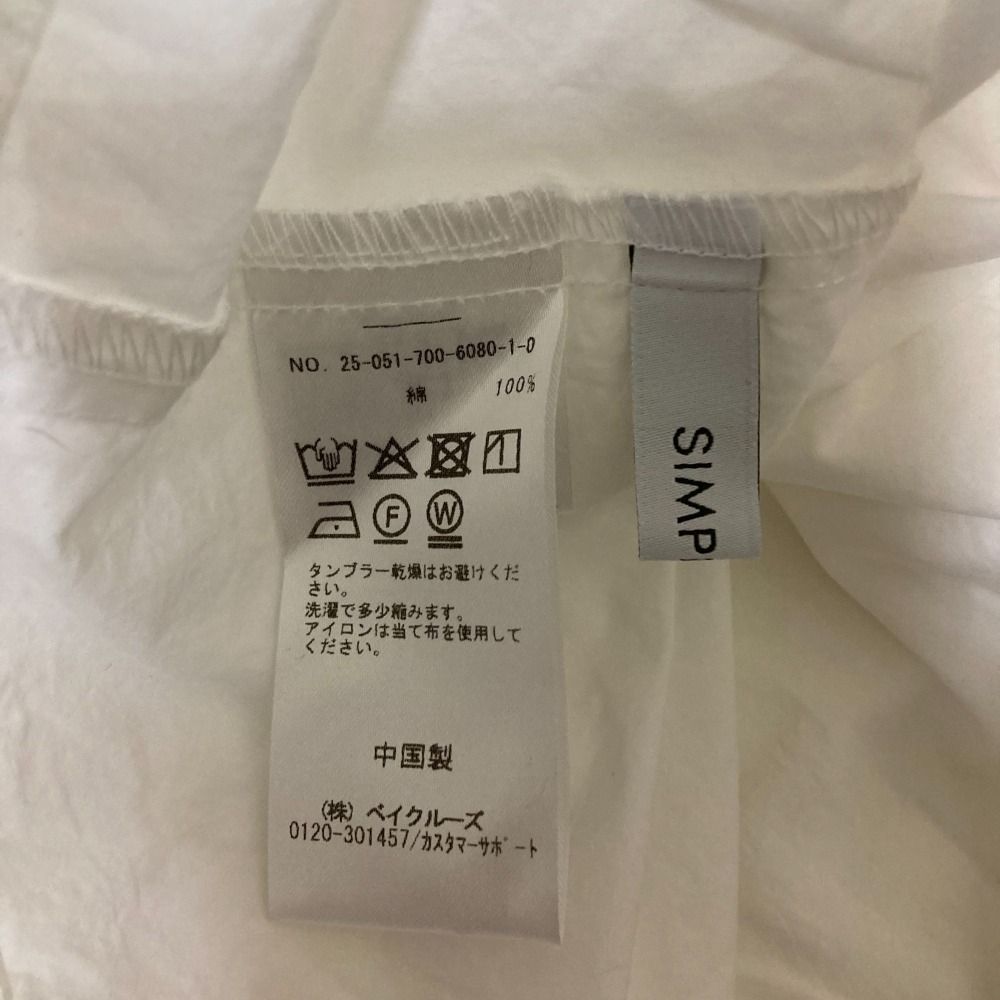 NO. 25-051-700-6080-1-0
綿 100%
F W
タンブラー乾燥はお避けくだ
さい。
洗濯で多少縮みます。
アイロンは当て布を使用して
ください。
中国製
(株) ベイクルーズ
0120-301457/カスタマーサポート
SIMP